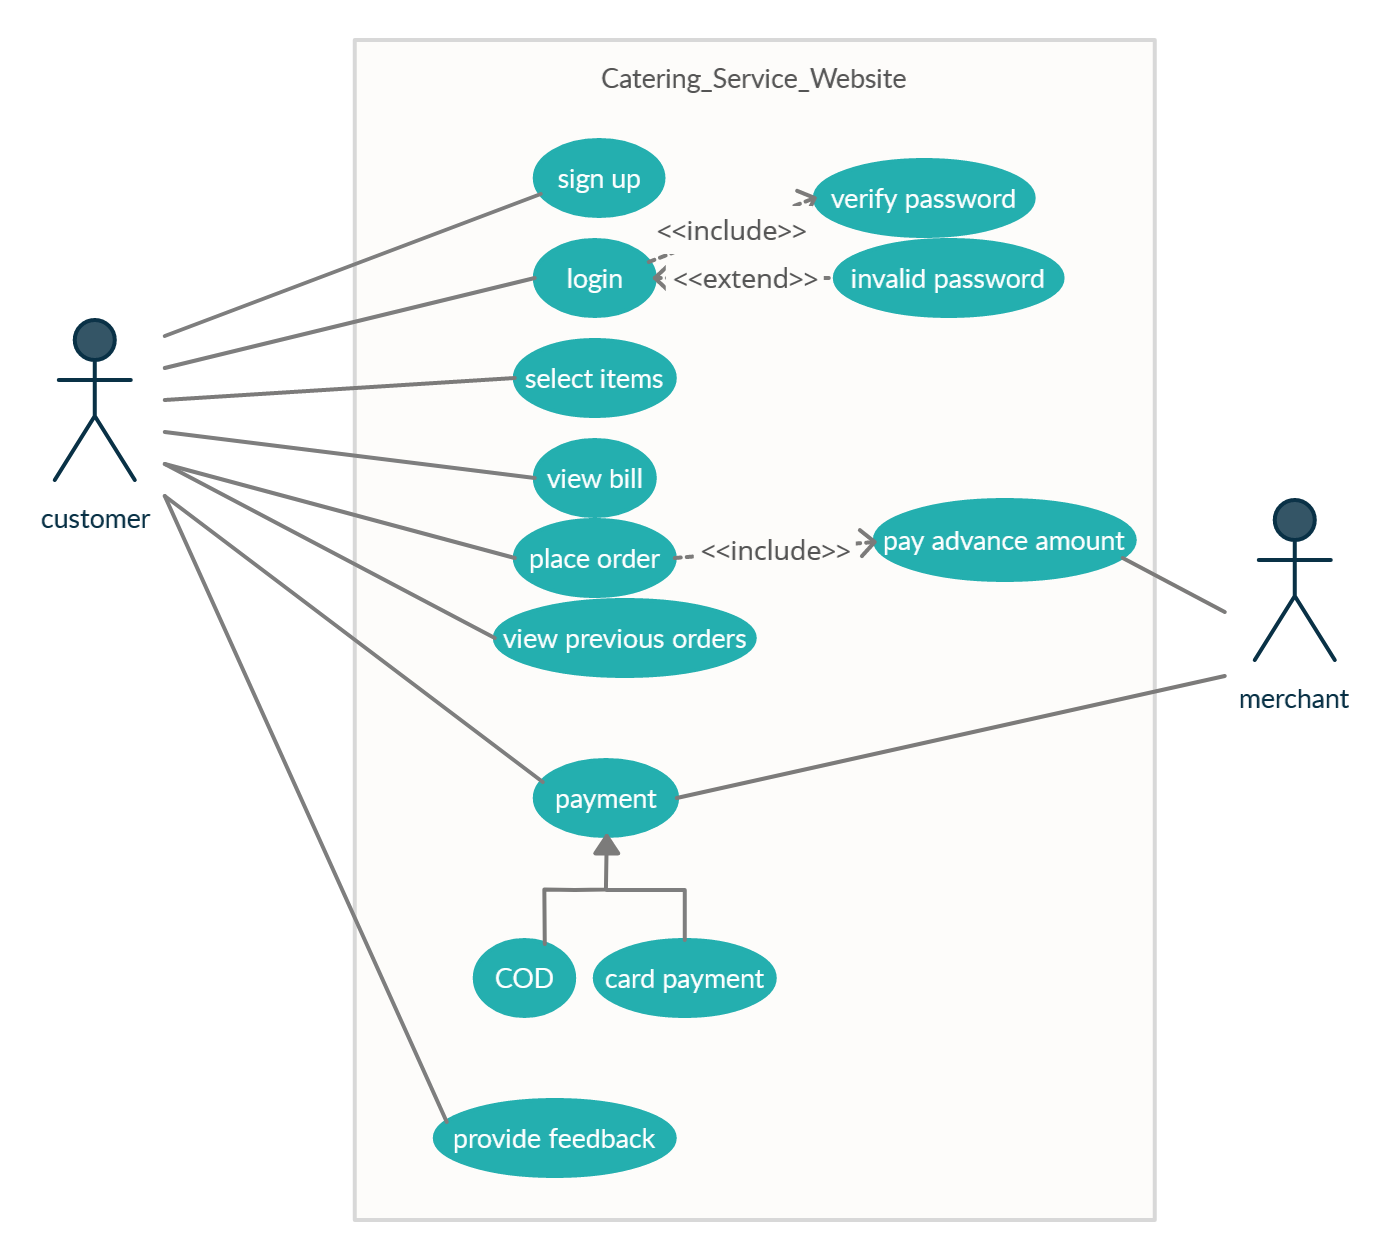 Catering_Service_Website
sign up
verify password
<<include>>
login
<<extend>>
invalid password
select items
view bill
customer
place order
<<include>>
pay advance amount
view previous orders
merchant
payment
COD
card payment
provide feedback